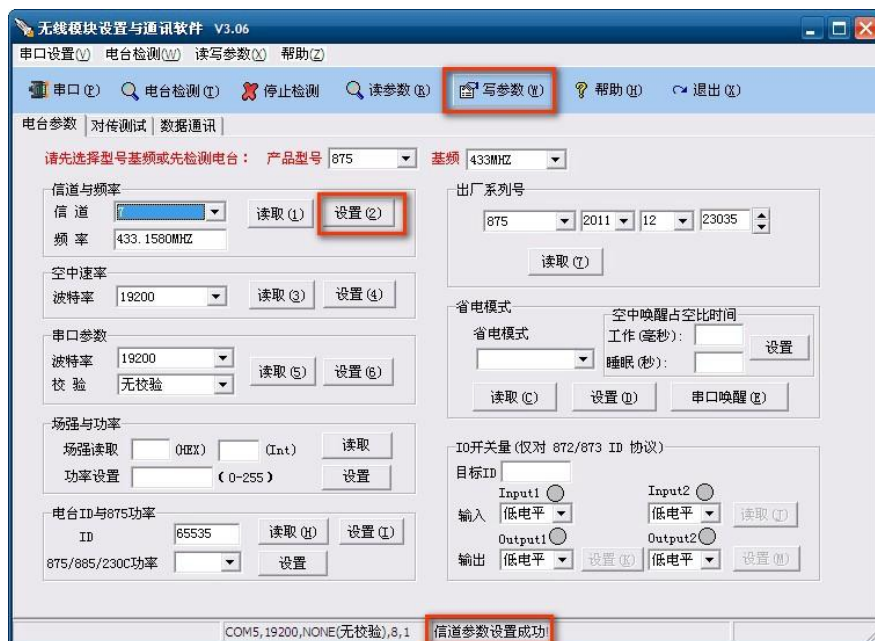 无线模块设置与通讯软件 V3.06
串口设置(V) 电台检测(W) 读写参数(X) 帮助(Z)
串口(P) 电台检测(T) 停止检测 读参数(R) 写参数(W) 帮助(H) 退出(X)
电台参数 对传测试 数据通讯
请先选择型号基频或先检测电台： 产品型号 875 基频 433MHZ
信道与频率
信 道 7 读取(1) 设置(2)
频 率 433.1580MHZ
空中速率
波特率 19200 读取(3) 设置(4)
串口参数
波特率 19200
校 验 无校验 读取(5) 设置(6)
场强与功率
场强读取 (HEX) (Int) 读取
功率设置 (0-255) 设置
电台ID与875功率
ID 65535 读取(H) 设置(I)
875/885/230C功率 设置
出厂系列号
875 2011 12 23035
读取(7)
省电模式
省电模式
空中唤醒占空比时间
工作(毫秒):
睡眠(秒):
设置
读取(C) 设置(D) 串口唤醒(E)
IO开关量(仅对 872/873 ID 协议)
目标ID
Input1 Input2
输入 低电平 低电平 读取(J)
Output1 Output2
输出 低电平 设置(K) 低电平 设置(M)
COM5,19200,NONE(无校验),8,1 信道参数设置成功!